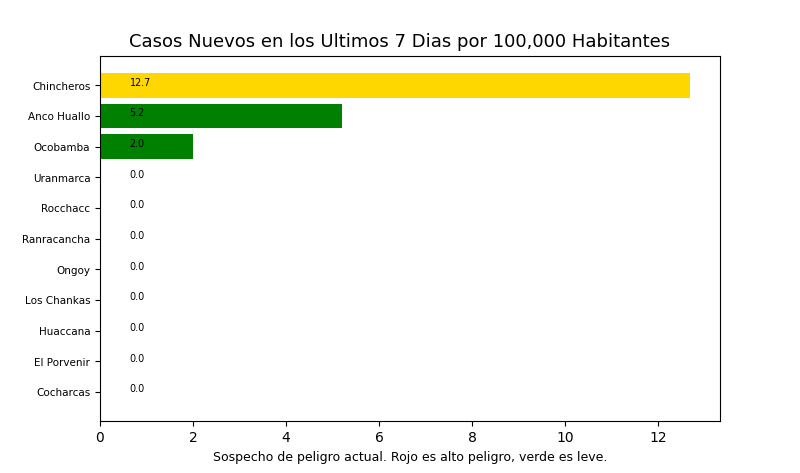 Casos Nuevos en los Ultimos 7 Dias por 100,000 Habitantes
Chincheros 12.7
Anco Huallo 5.2
Ocobamba 2.0
Uranmarca 0.0
Rocchacc 0.0
Ranracancha 0.0
Ongoy 0.0
Los Chankas 0.0
Huaccana 0.0
El Porvenir 0.0
Cocharcas 0.0
0 2 4 6 8 10 12
Sospecho de peligro actual. Rojo es alto peligro, verde es leve.